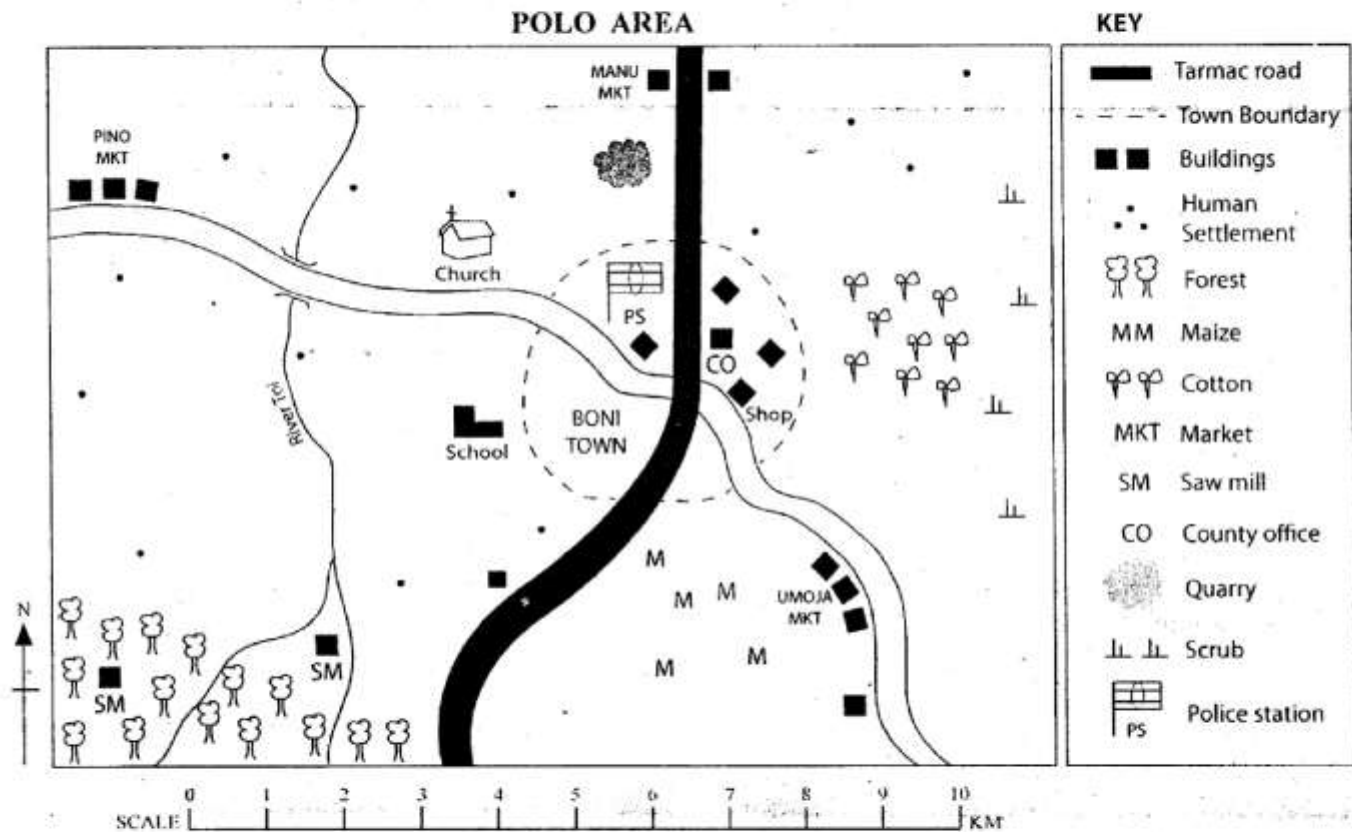 POLO AREA
MANU
MKT
PINO
MKT
Church
PS
CO
Shop
BONI
TOWN
School
River Toi
M
M
M
M
M
UMOJA
MKT
SM
SM
N
0 1 2 3 4 5 6 7 8 9 10
SCALE
KM
KEY
Tarmac road
Town Boundary
Buildings
Human
Settlement
Forest
MM Maize
Cotton
MKT Market
SM Saw mill
CO County office
Quarry
Scrub
PS
Police station